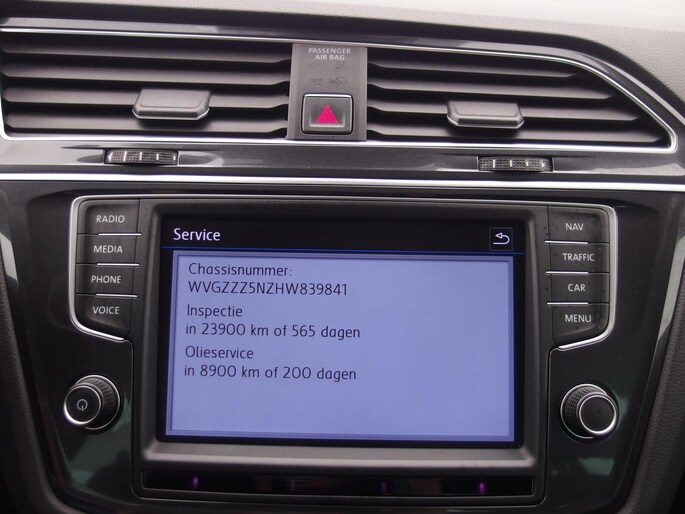 PASSENGER
AIR BAG
RADIO
MEDIA
PHONE
VOICE
Service
Chassisnummer:
WVGZZZ5NZHW839841
Inspectie
in 23900 km of 565 dagen
Olieservice
in 8900 km of 200 dagen
NAV
TRAFFIC
CAR
MENU